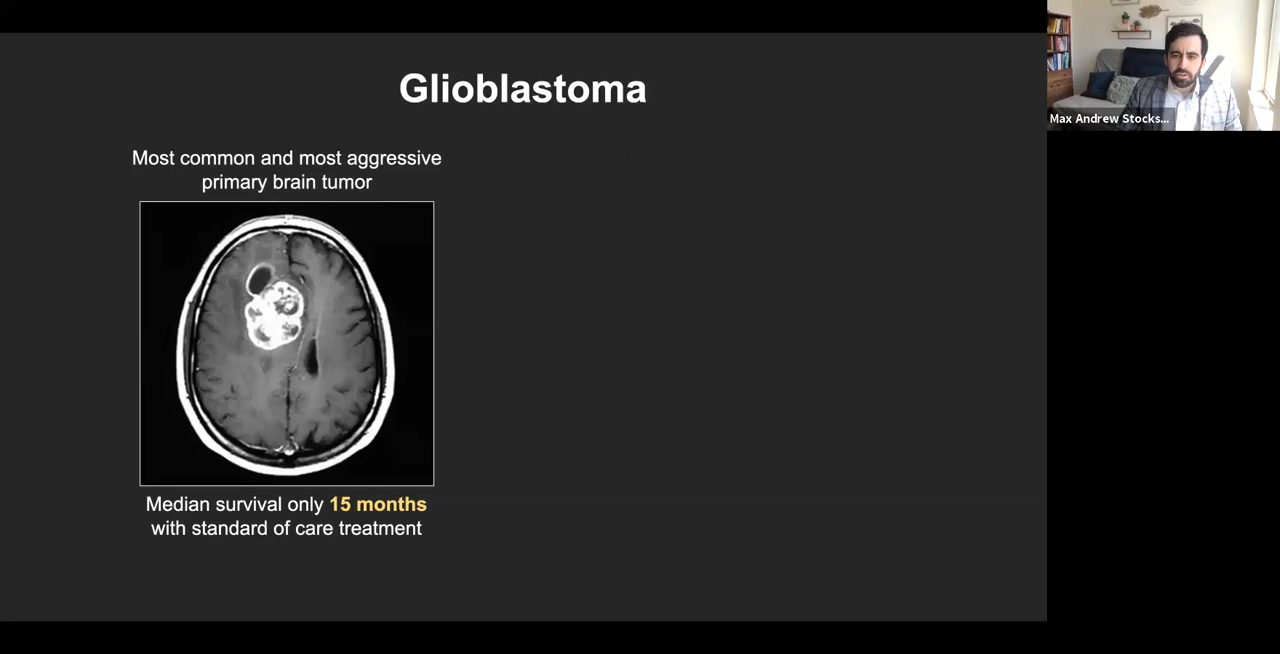 Glioblastoma
Most common and most aggressive
primary brain tumor
Median survival only 15 months
with standard of care treatment
Max Andrew Stocks...